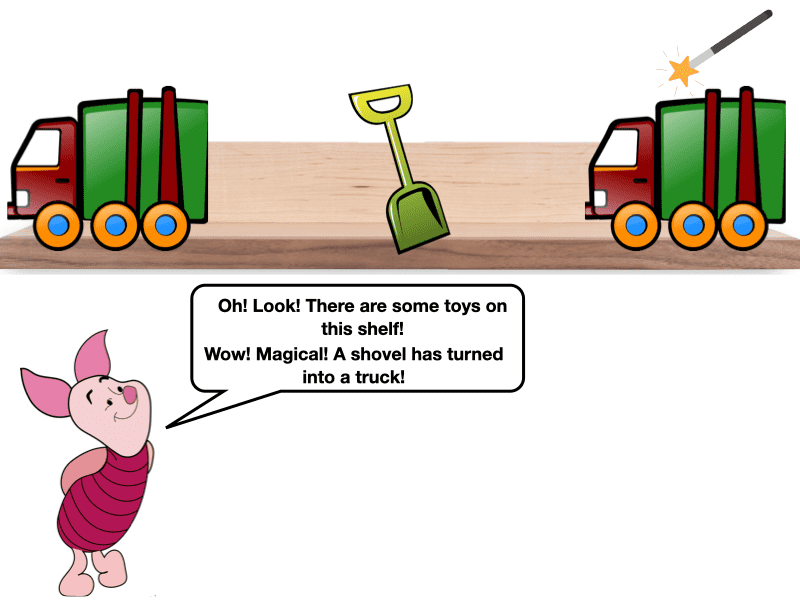 Oh! Look! There are some toys on
this shelf!
Wow! Magical! A shovel has turned
into a truck!